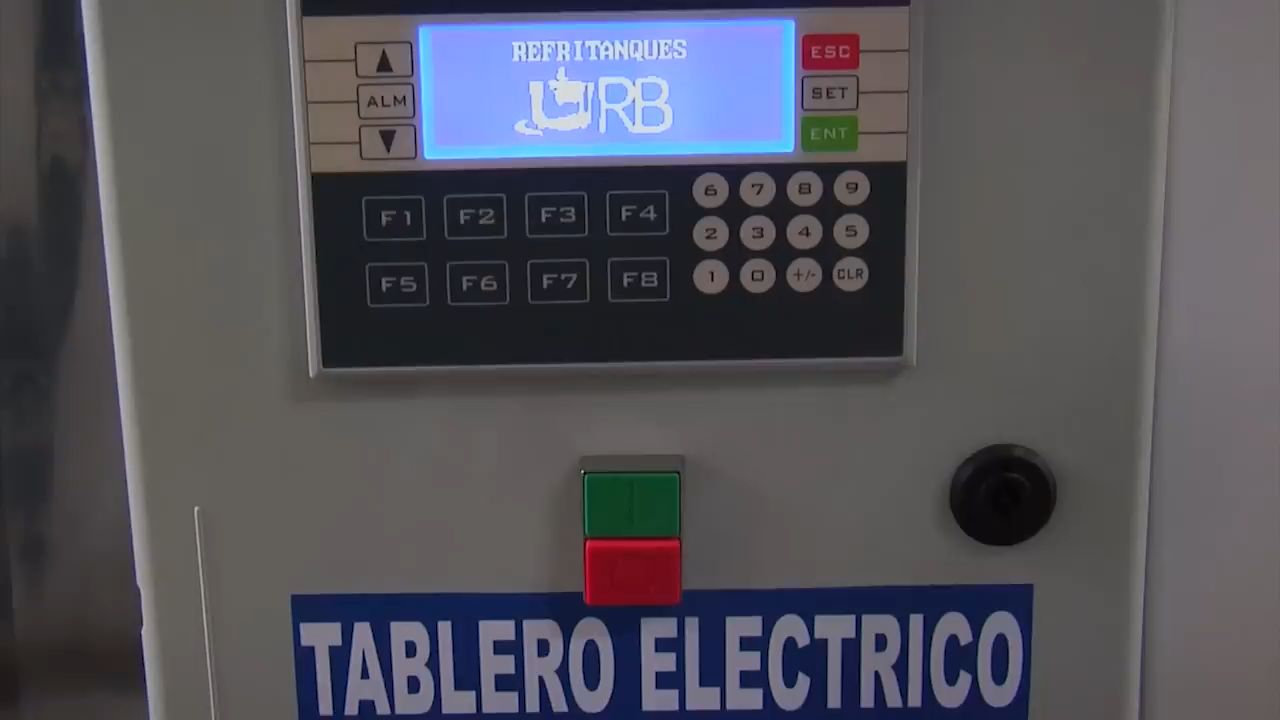 REFRITANQUES
RB
▲
ALM
▼
ESC
SET
ENT
F1 F2 F3 F4
F5 F6 F7 F8
6 7 8 9
2 3 4 5
1 0 +/- CLR
TABLERO ELECTRICO